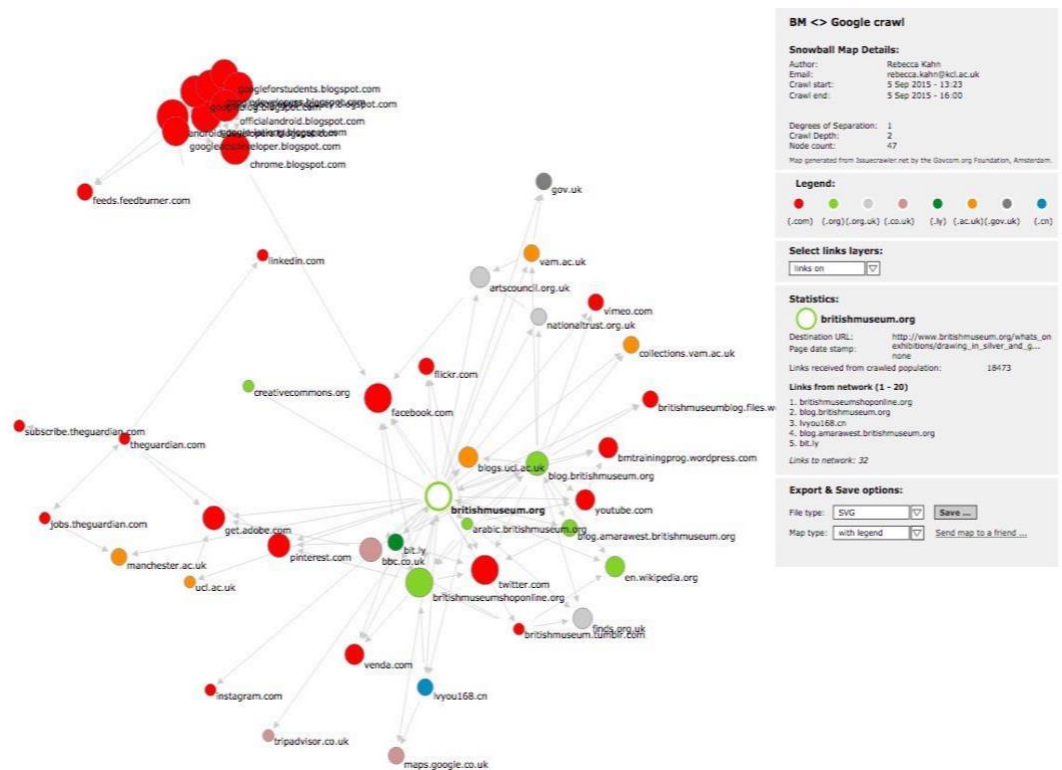 googleforstudents.blogspot.com
officialandroid.blogspot.com
chrome.blogspot.com
feeds.feedburner.com
gov.uk
linkedin.com
vam.ac.uk
artscouncil.org.uk
vimeo.com
nationaltrust.org.uk
collections.vam.ac.uk
flickr.com
creativecommons.org
britishmuseumblog.files.w
facebook.com
subscribe.theguardian.com
theguardian.com
bmtrainingprog.wordpress.com
blogs.ucl.ac.uk
blog.britishmuseum.org
britishmuseum.org
youtube.com
jobs.theguardian.com
get.adobe.com
arabic.britishmuseum.org
blog.amarawest.britishmuseum.org
pinterest.com
bit.ly
bbc.co.uk
manchester.ac.uk
en.wikipedia.org
twitter.com
ucl.ac.uk
britishmuseumshoponline.org
finds.org.uk
britishmuseum.tumblr.com
venda.com
instagram.com
lvyou168.cn
tripadvisor.co.uk
maps.google.co.uk
BM <> Google crawl
Snowball Map Details:
Author: Rebecca Kahn
Email: rebecca.kahn@kcl.ac.uk
Crawl start: 5 Sep 2015 - 13:23
Crawl end: 5 Sep 2015 - 16:00
Degrees of Separation: 1
Crawl Depth: 2
Node count: 47
Map generated from Issuecrawler.net by the Govcom.org Foundation, Amsterdam.
Legend:
(.com) (.org) (.org.uk) (.co.uk) (.ly) (.ac.uk) (.gov.uk) (.cn)
Select links layers:
links on
Statistics:
britishmuseum.org
Destination URL: http://www.britishmuseum.org/whats_on
exhibitions/drawing_in_silver_and_g...
Page date stamp: none
Links received from crawled population: 18473
Links from network (1 - 20)
1. britishmuseumshoponline.org
2. blog.britishmuseum.org
3. lvyou168.cn
4. blog.amarawest.britishmuseum.org
5. bit.ly
Links to network: 32
Export & Save options:
File type: SVG Save ...
Map type: with legend Send map to a friend ...